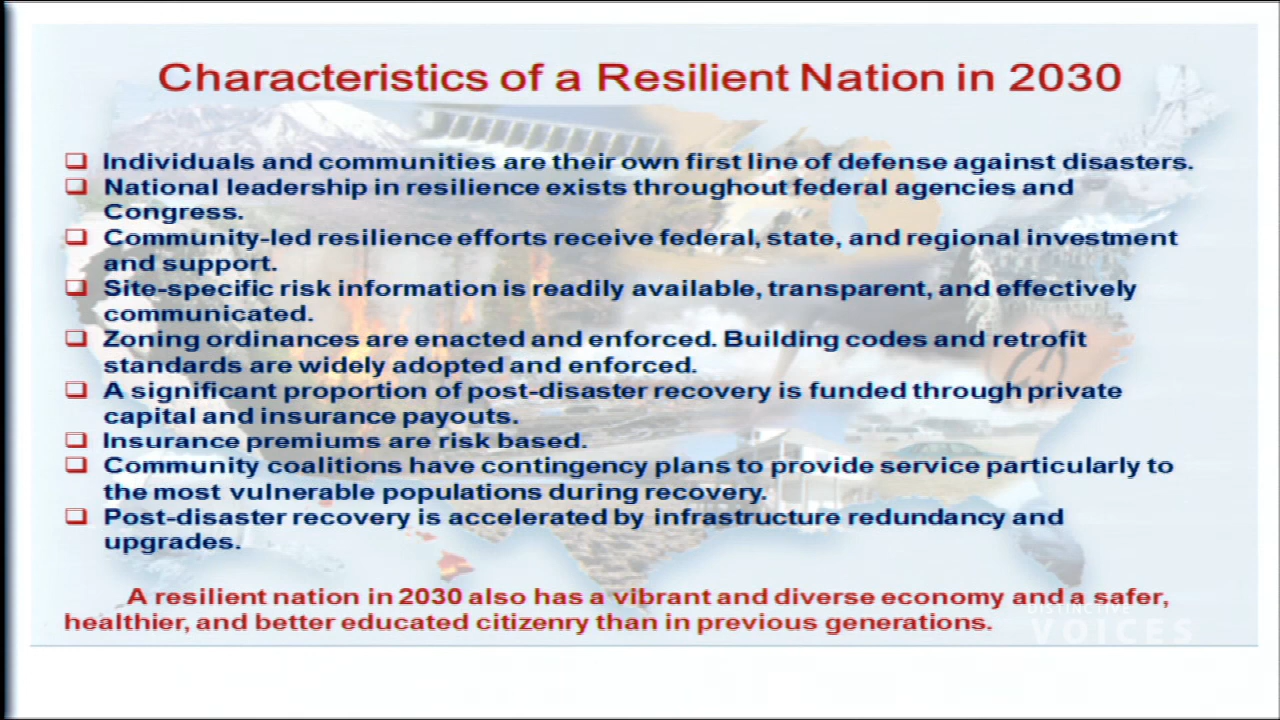 Characteristics of a Resilient Nation in 2030
❑ Individuals and communities are their own first line of defense against disasters.
❑ National leadership in resilience exists throughout federal agencies and
Congress.
❑ Community-led resilience efforts receive federal, state, and regional investment
and support.
❑ Site-specific risk information is readily available, transparent, and effectively
communicated.
❑ Zoning ordinances are enacted and enforced. Building codes and retrofit
standards are widely adopted and enforced.
❑ A significant proportion of post-disaster recovery is funded through private
capital and insurance payouts.
❑ Insurance premiums are risk based.
❑ Community coalitions have contingency plans to provide service particularly to
the most vulnerable populations during recovery.
❑ Post-disaster recovery is accelerated by infrastructure redundancy and
upgrades.
A resilient nation in 2030 also has a vibrant and diverse economy and a safer,
healthier, and better educated citizenry than in previous generations.
DISTINCTIVE
VOICES